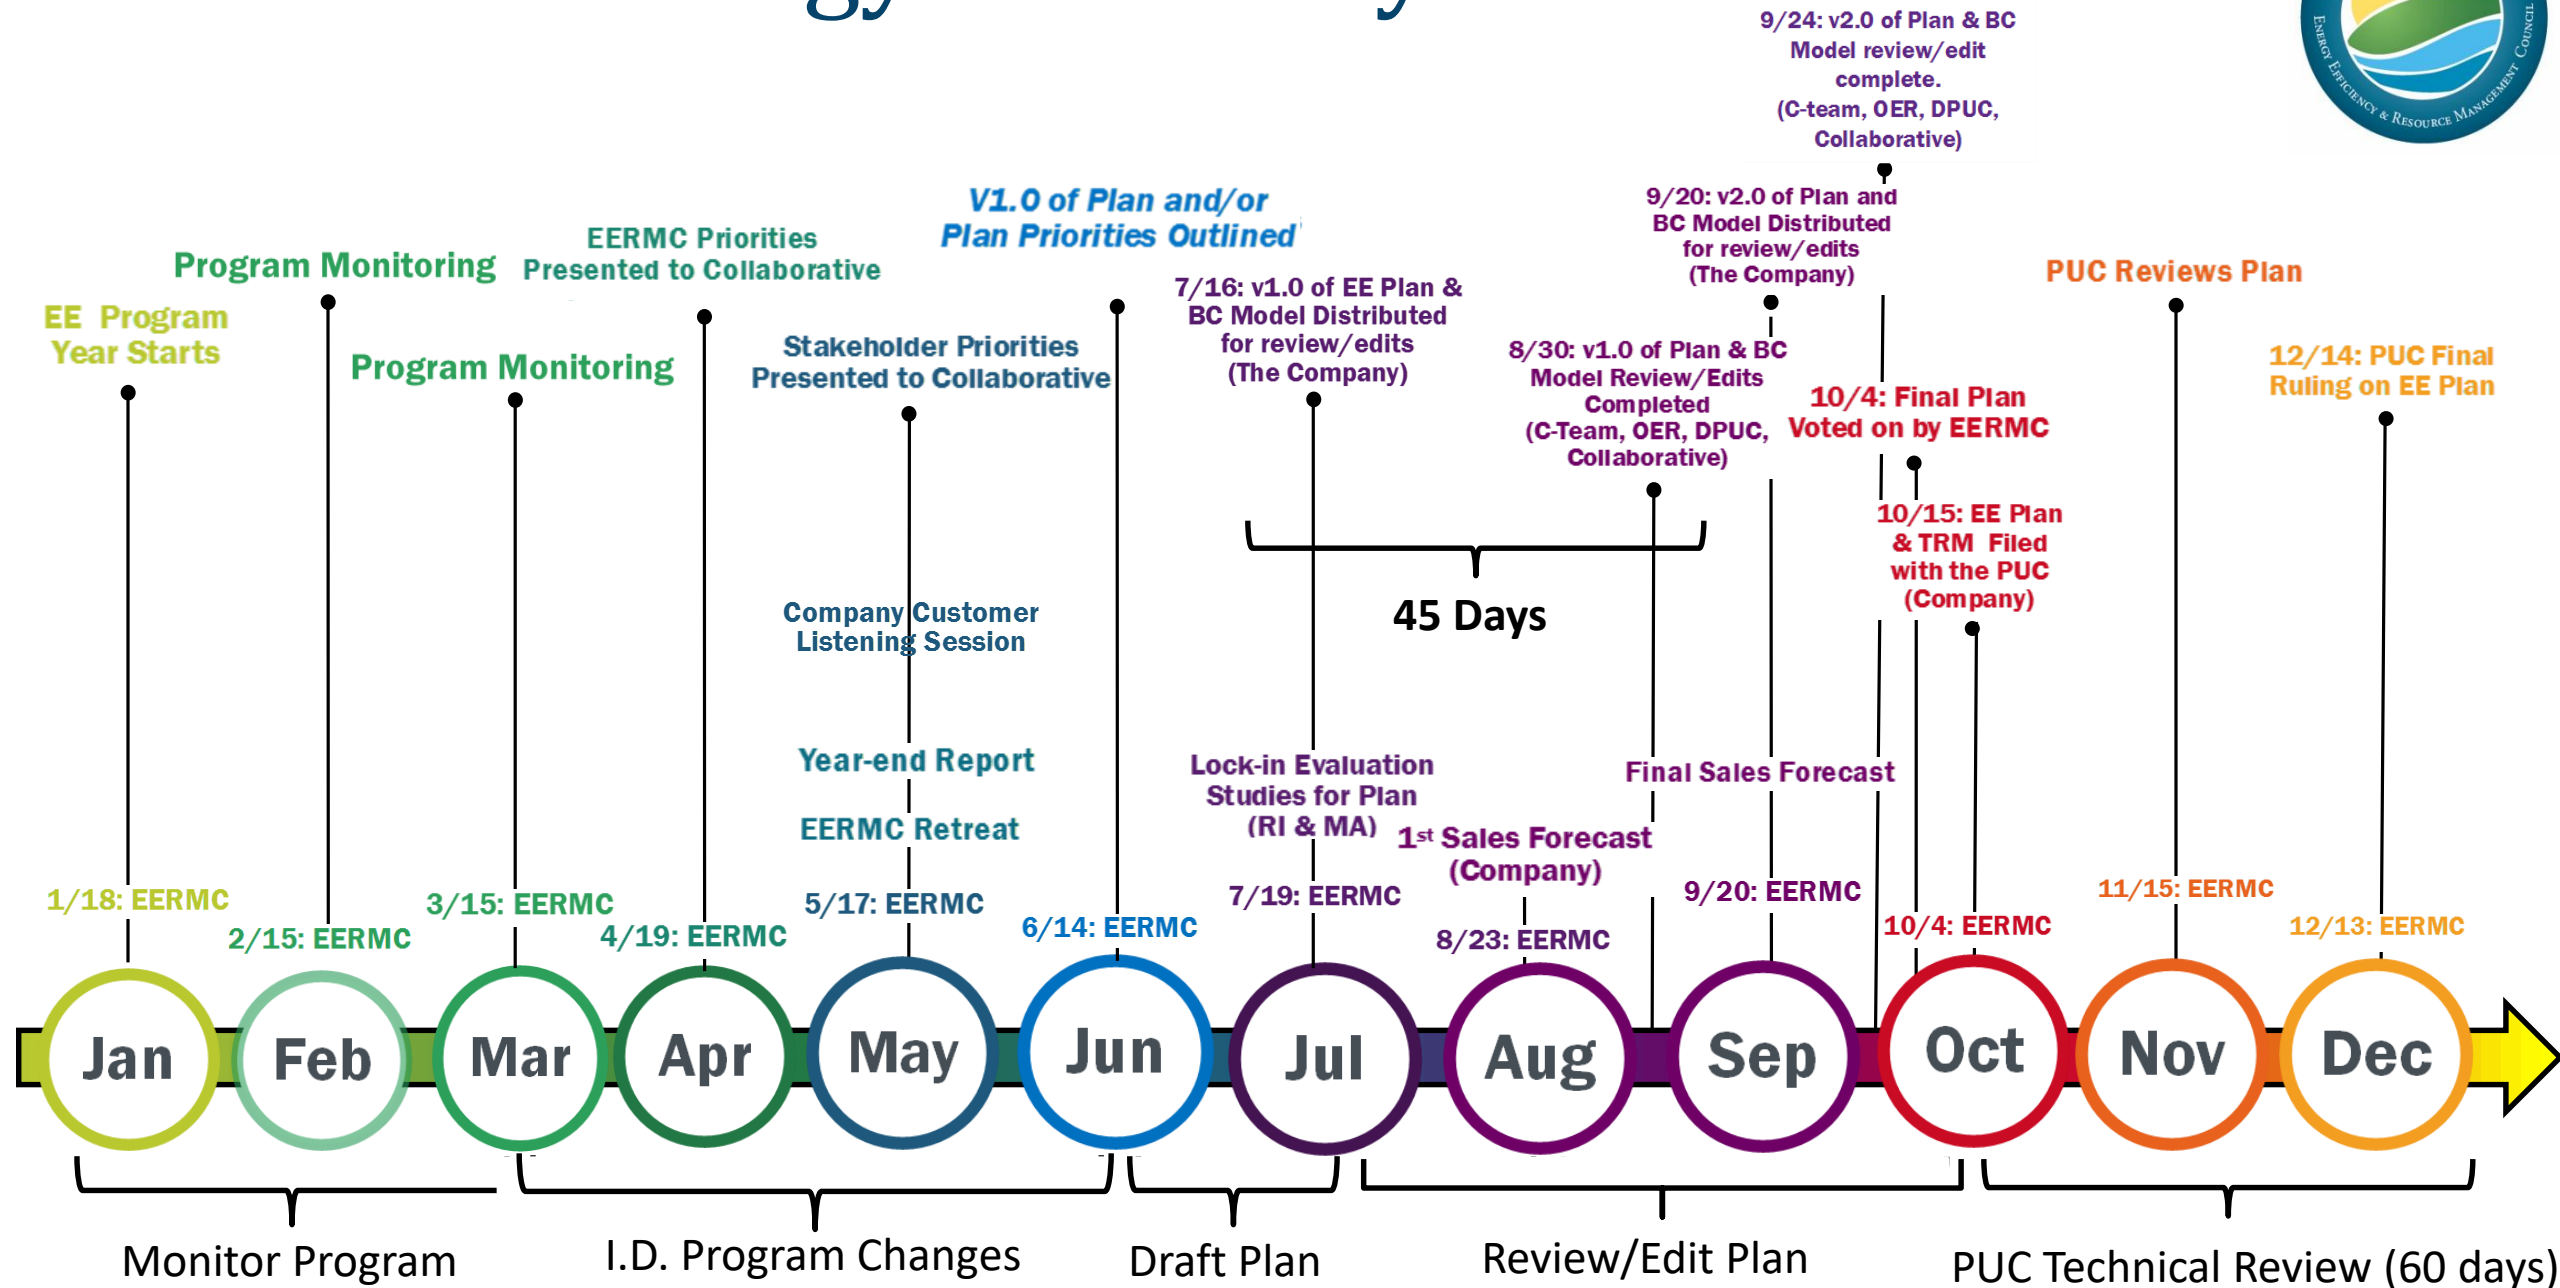 9/24: v2.0 of Plan & BC
Model review/edit
complete.
(C-team, OER, DPUC,
Collaborative)
ENERGY EFFICIENCY & RESOURCE MANAGEMENT COUNCIL
V1.0 of Plan and/or
Plan Priorities Outlined
9/20: v2.0 of Plan and
BC Model Distributed
for review/edits
(The Company)
EERMC Priorities
Presented to Collaborative
Program Monitoring
PUC Reviews Plan
7/16: v1.0 of EE Plan &
BC Model Distributed
for review/edits
(The Company)
EE Program
Year Starts
Program Monitoring
Stakeholder Priorities
Presented to Collaborative
8/30: v1.0 of Plan & BC
Model Review/Edits
Completed
(C-Team, OER, DPUC,
Collaborative)
12/14: PUC Final
Ruling on EE Plan
10/4: Final Plan
Voted on by EERMC
10/15: EE Plan
& TRM Filed
with the PUC
(Company)
45 Days
Company Customer
Listening Session
Year-end Report
EERMC Retreat
Lock-in Evaluation
Studies for Plan
(RI & MA)
1st Sales Forecast
(Company)
Final Sales Forecast
1/18: EERMC
2/15: EERMC
3/15: EERMC
4/19: EERMC
5/17: EERMC
6/14: EERMC
7/19: EERMC
8/23: EERMC
9/20: EERMC
10/4: EERMC
11/15: EERMC
12/13: EERMC
Jan
Feb
Mar
Apr
May
Jun
Jul
Aug
Sep
Oct
Nov
Dec
Monitor Program
I.D. Program Changes
Draft Plan
Review/Edit Plan
PUC Technical Review (60 days)